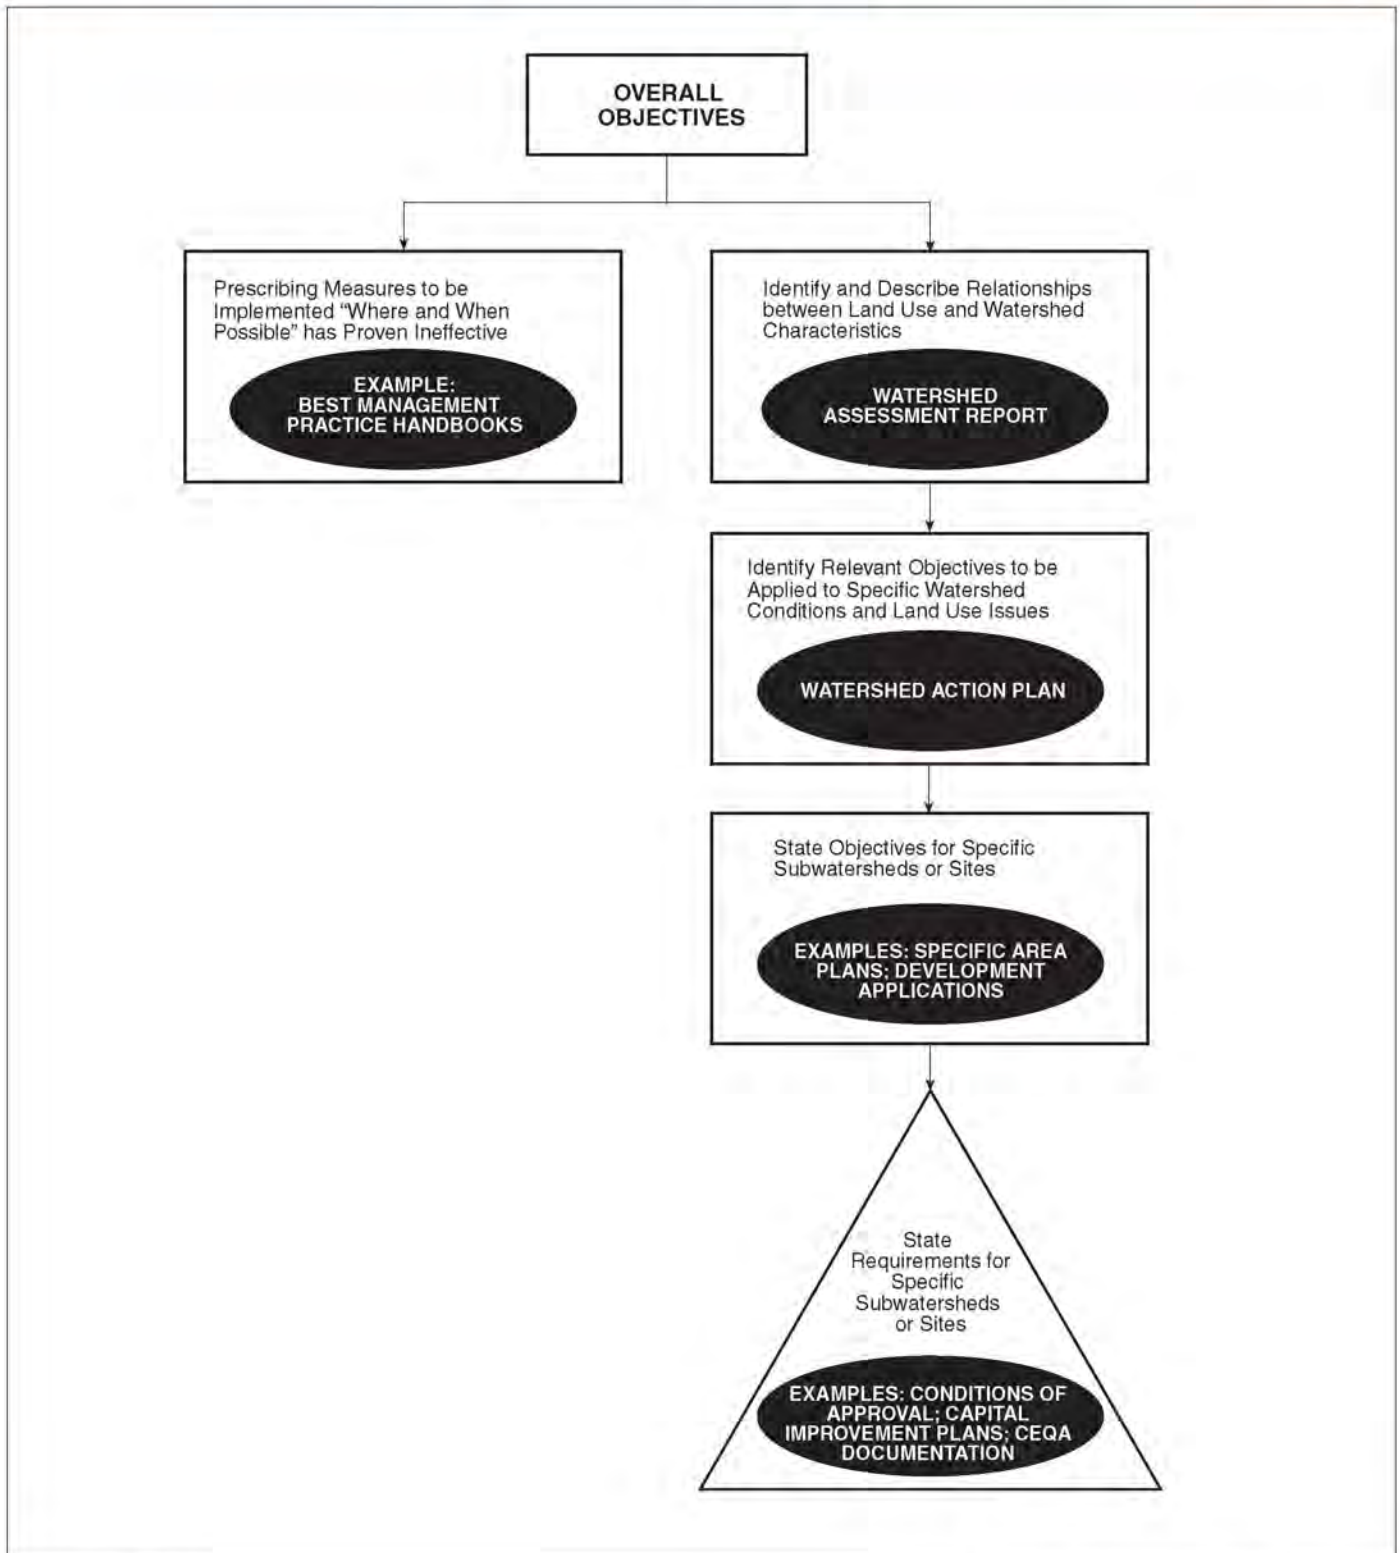 OVERALL
OBJECTIVES
Prescribing Measures to be
Implemented "Where and When
Possible" has Proven Ineffective
EXAMPLE:
BEST MANAGEMENT
PRACTICE HANDBOOKS
Identify and Describe Relationships
between Land Use and Watershed
Characteristics
WATERSHED
ASSESSMENT REPORT
Identify Relevant Objectives to be
Applied to Specific Watershed
Conditions and Land Use Issues
WATERSHED ACTION PLAN
State Objectives for Specific
Subwatersheds or Sites
EXAMPLES: SPECIFIC AREA
PLANS; DEVELOPMENT
APPLICATIONS
State
Requirements for
Specific
Subwatersheds
or Sites
EXAMPLES: CONDITIONS OF
APPROVAL; CAPITAL
IMPROVEMENT PLANS; CEQA
DOCUMENTATION